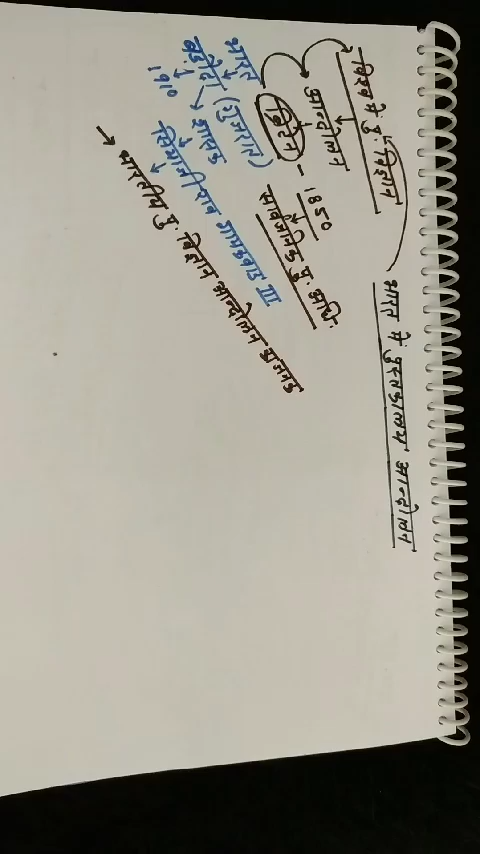 भारत में पुस्तकालय आन्दोलन
विश्व में पु. विज्ञान
आन्दोलन
ब्रिटेन - 1850
सार्वजनिक पु. अधि.
भारत
बड़ौदा (गुजरात)
1910
शासक
सियाजी राव गायकवाड III
भारतीय पु. विज्ञान आन्दोलन का जनक